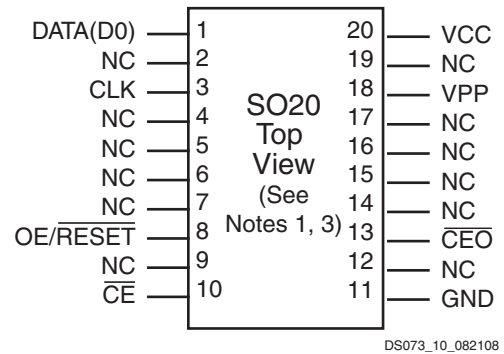 DATA(D0) 1 20 VCC
NC 2 19 NC
CLK 3 18 VPP
NC 4 17 NC
NC 5 16 NC
NC 6 15 NC
NC 7 14 NC
OE/RESET 8 13 CEO
NC 9 12 NC
CE 10 11 GND
SO20
Top
View
(See
Notes 1, 3)
DS073_10_082108